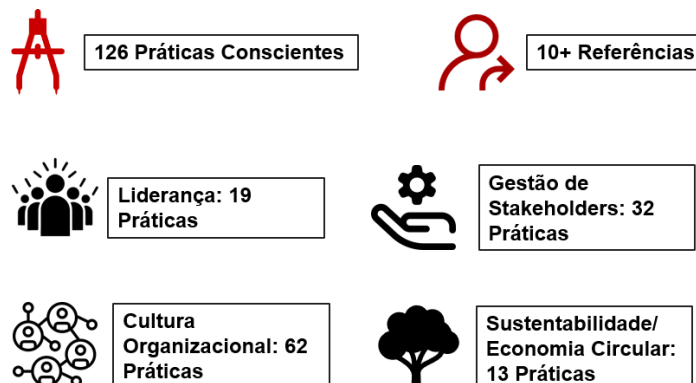 126 Práticas Conscientes
10+ Referências
Liderança: 19
Práticas
Gestão de
Stakeholders: 32
Práticas
Cultura
Organizacional: 62
Práticas
Sustentabilidade/
Economia Circular:
13 Práticas